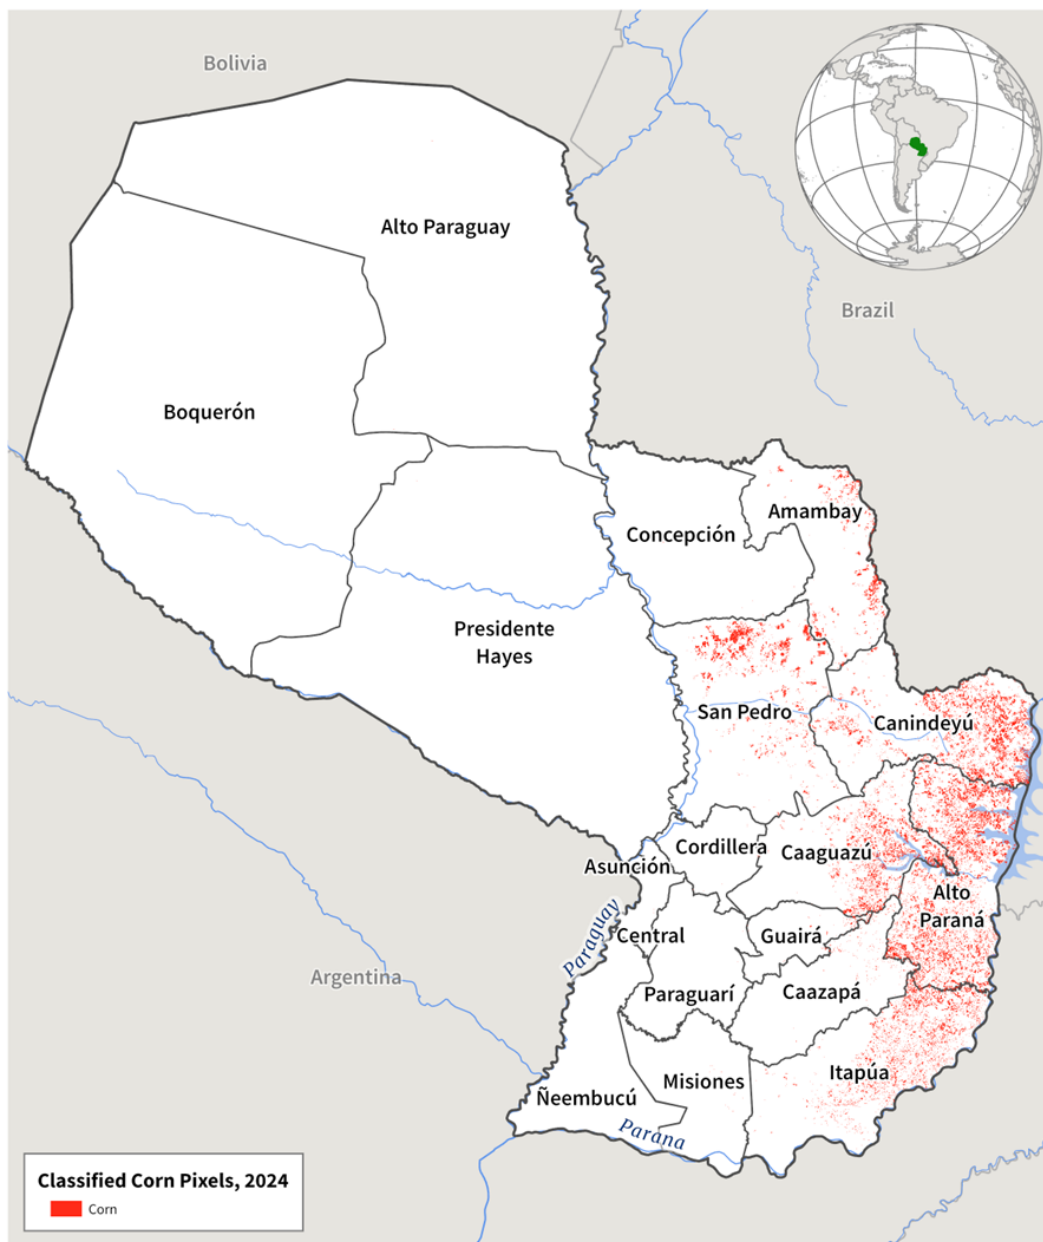 Bolivia
Alto Paraguay
Brazil
Boquerón
Amambay
Concepción
Presidente
Hayes
San Pedro
Canindeyú
Cordillera
Caaguazú
Asunción
Alto
Paraná
Paraguay
Central
Guairá
Argentina
Paraguarí
Caazapá
Itapúa
Misiones
Ñeembucú
Parana
Classified Corn Pixels, 2024
Corn